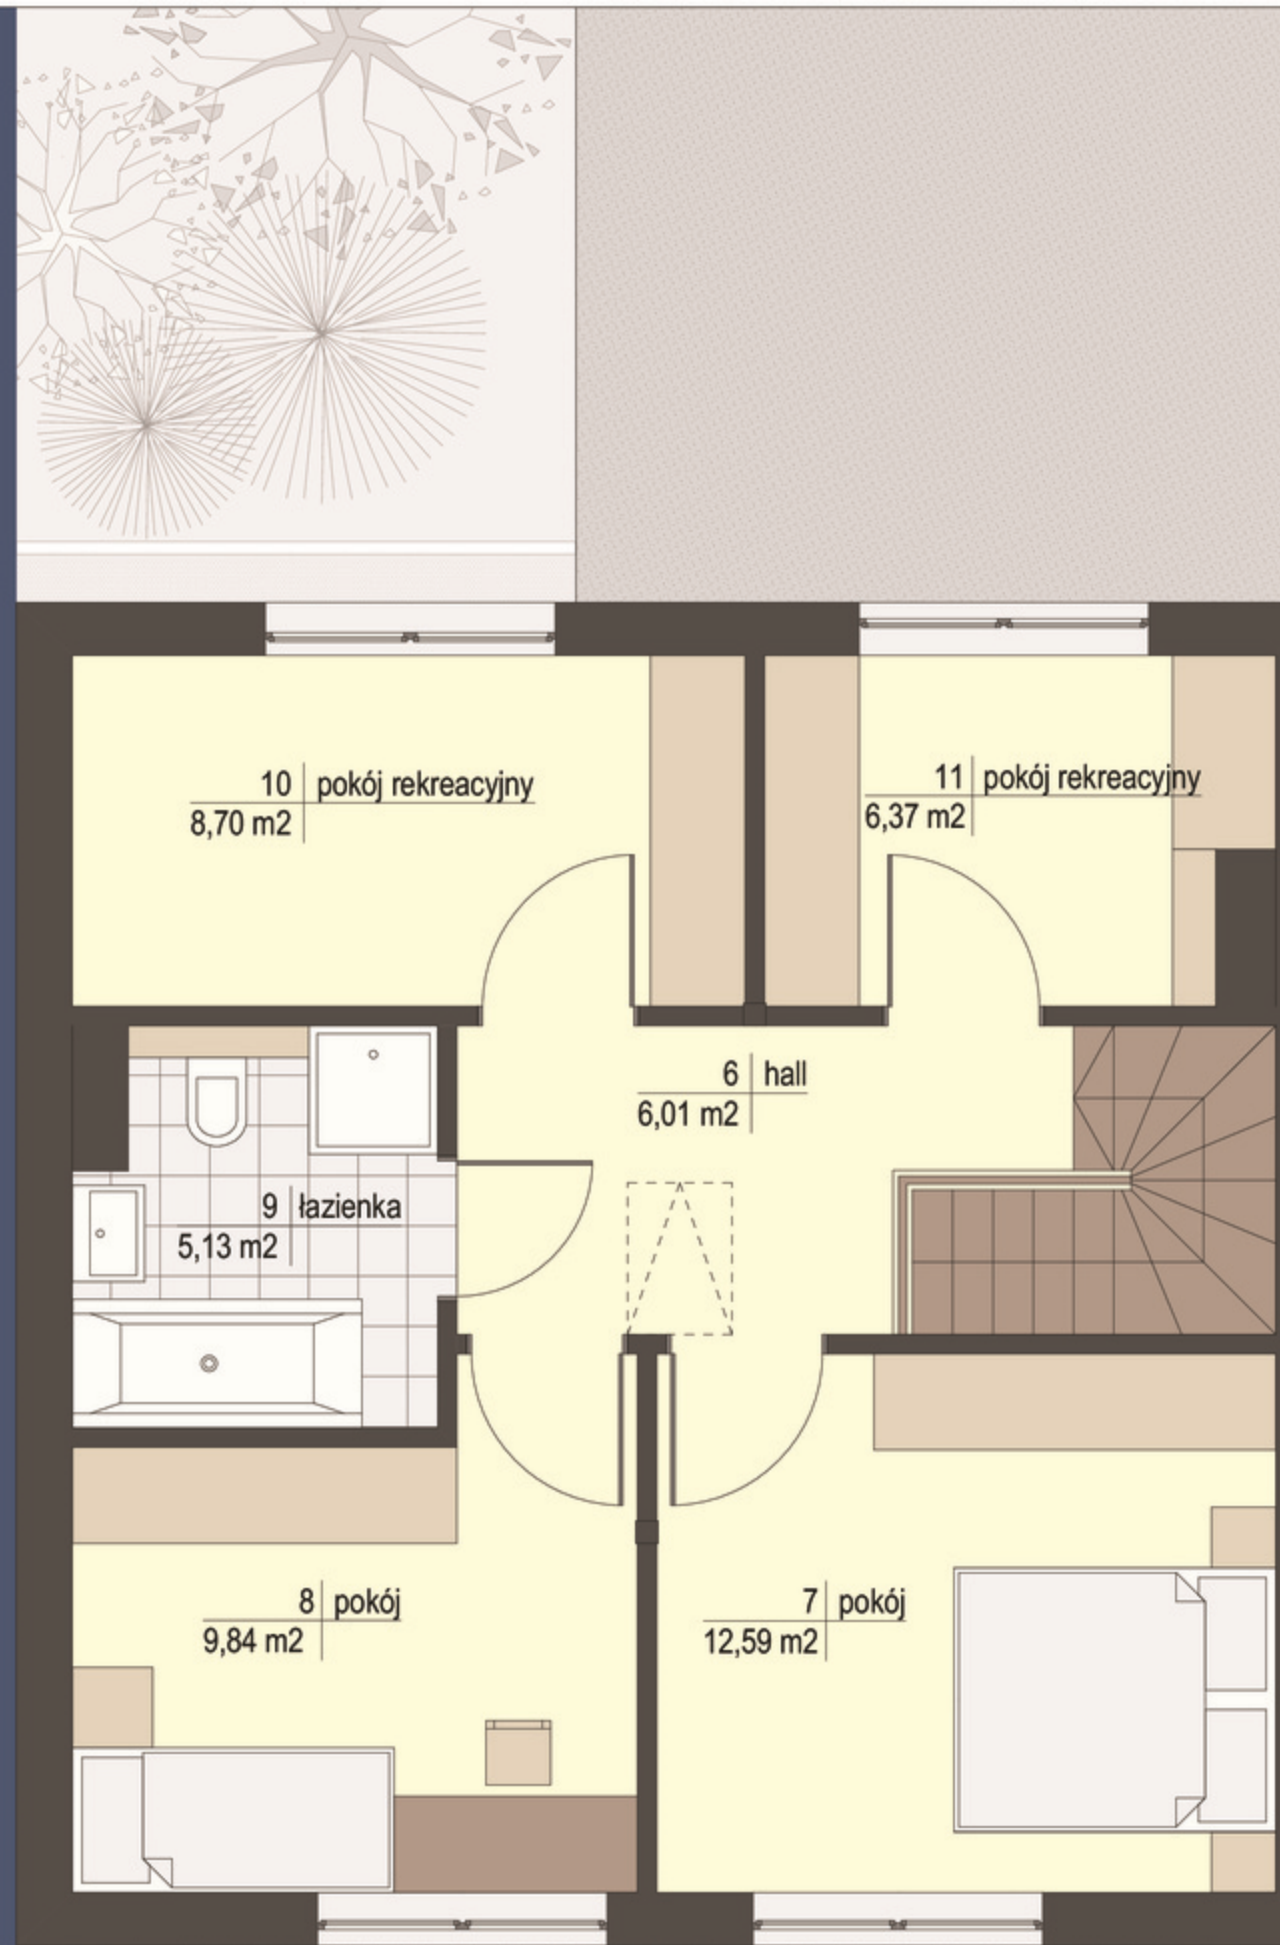 10 pokój rekreacyjny
8,70 m2
11 pokój rekreacyjny
6,37 m2
6 hall
6,01 m2
9 łazienka
5,13 m2
8 pokój
9,84 m2
7 pokój
12,59 m2